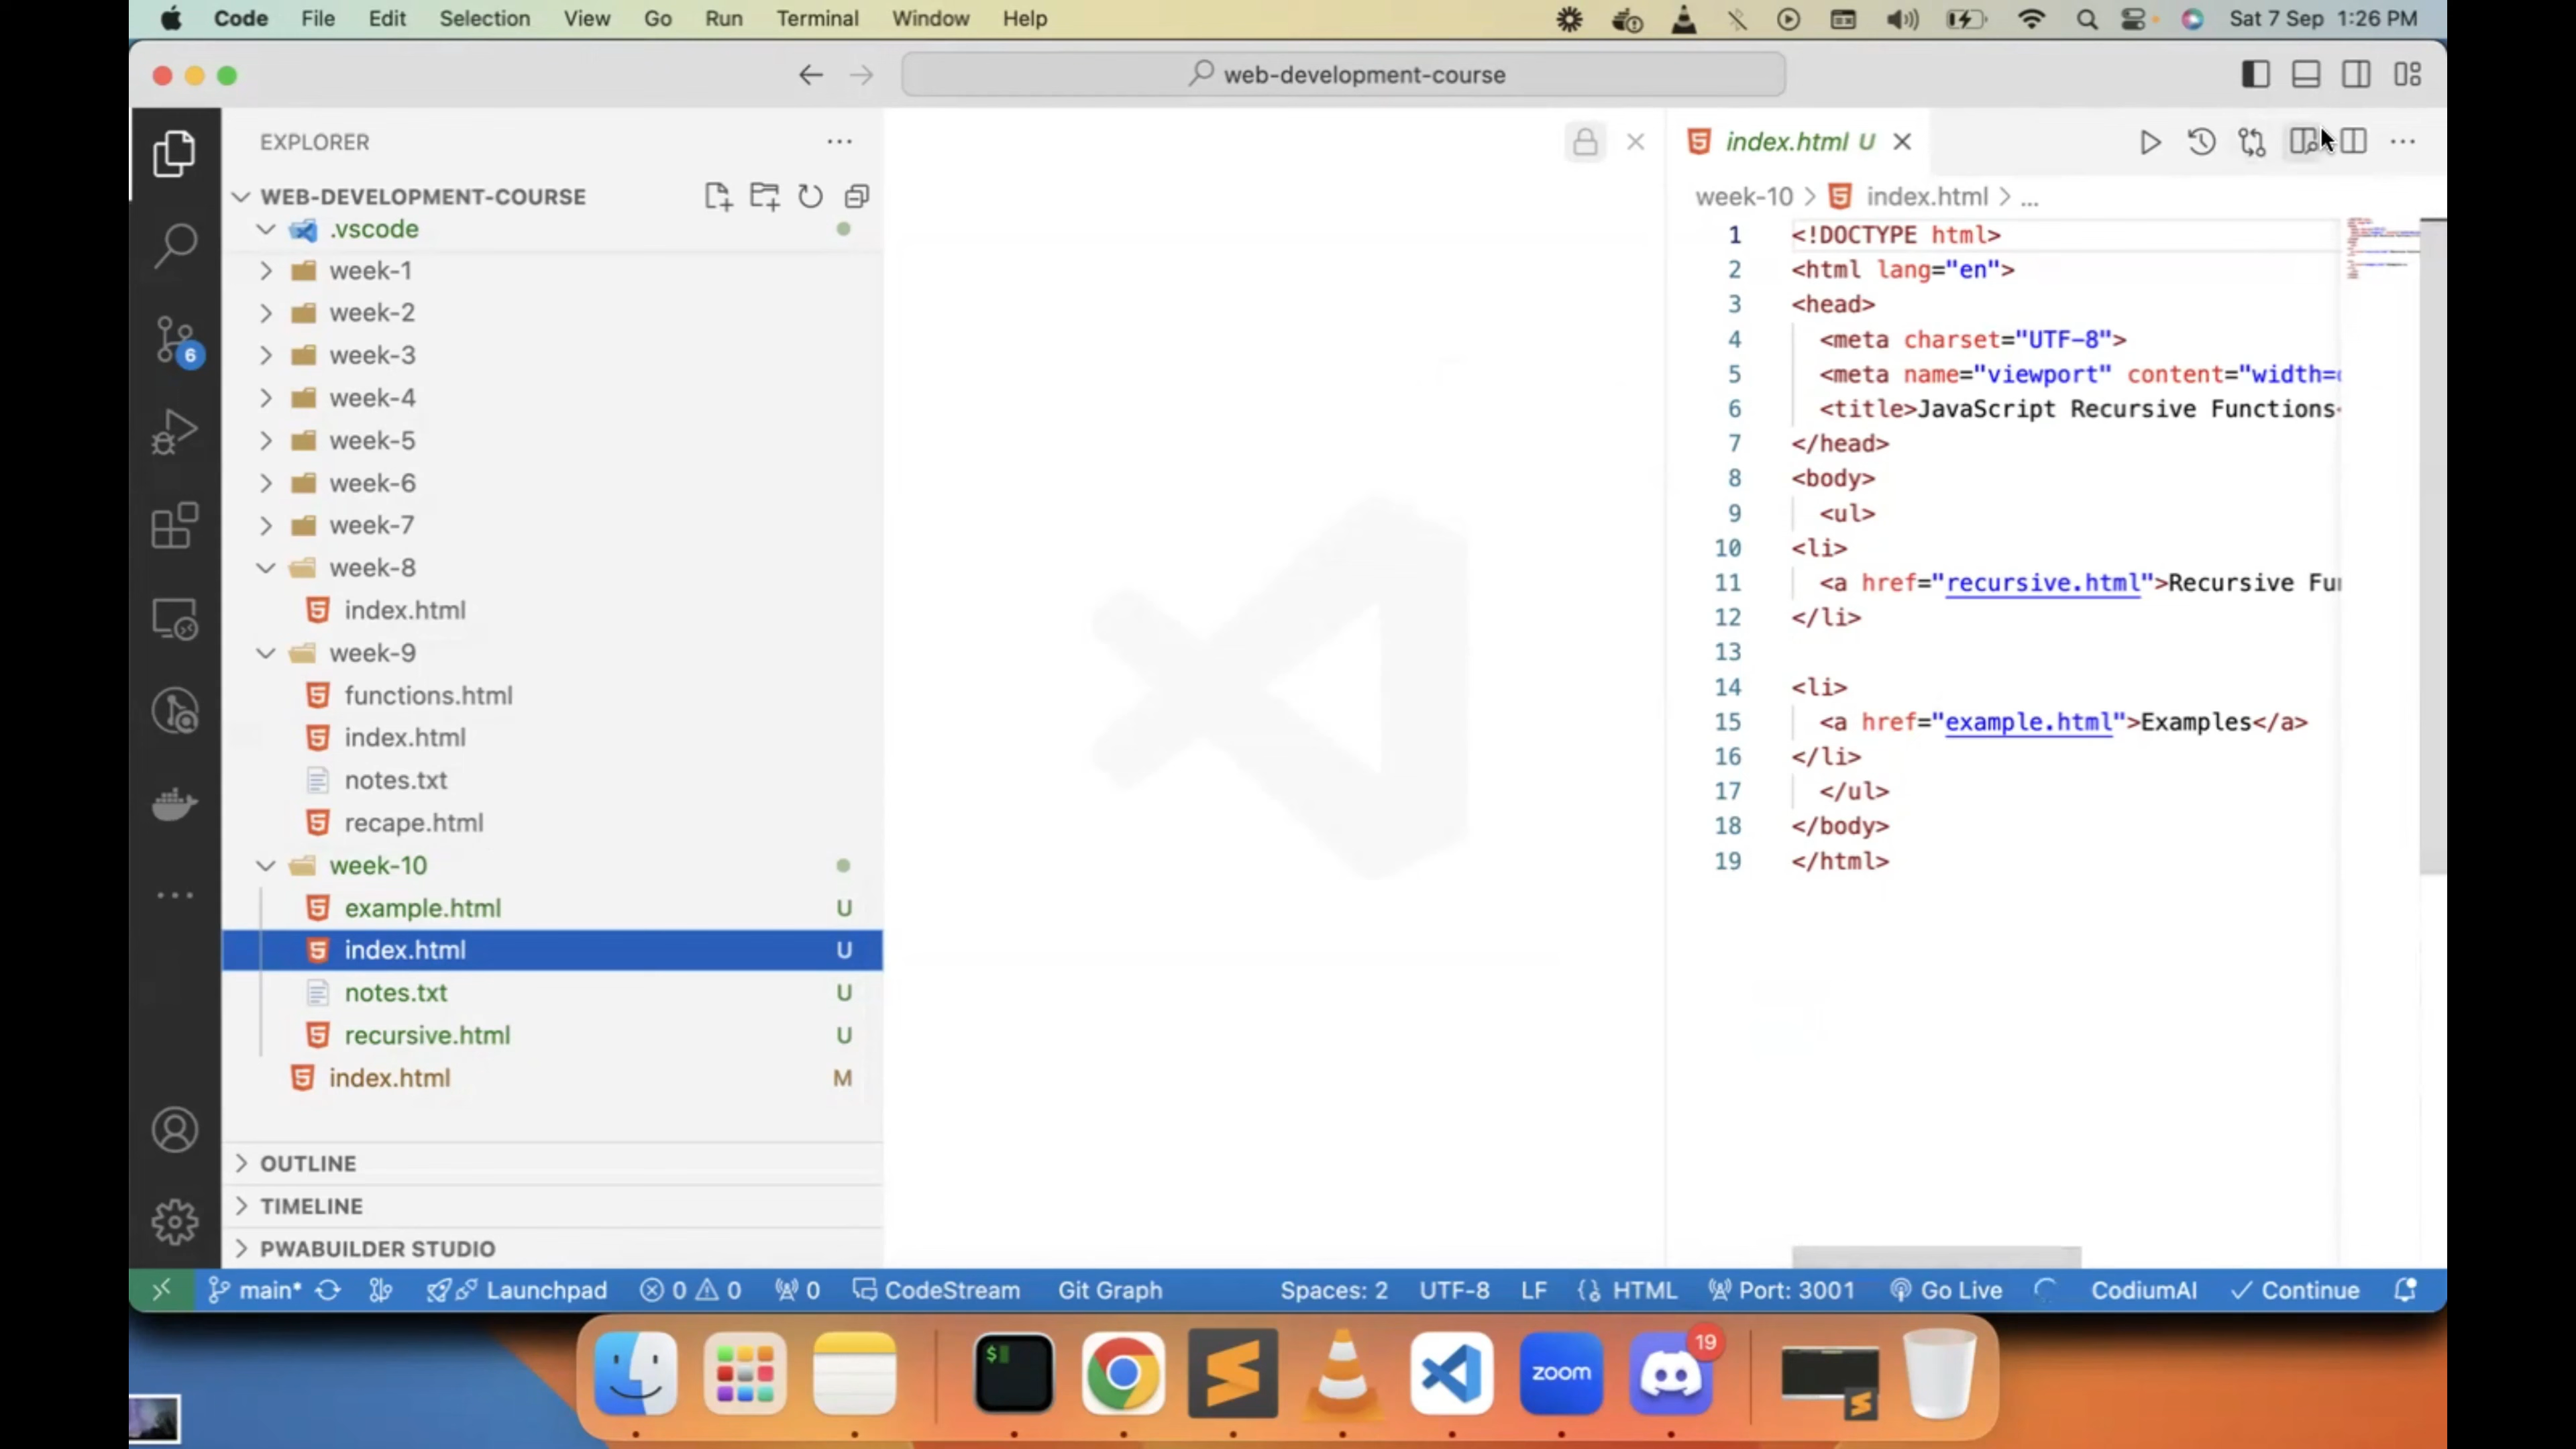 Code File Edit Selection View Go Run Terminal Window Help Sat 7 Sep 1:26 PM
web-development-course
EXPLORER
WEB-DEVELOPMENT-COURSE
.vscode
week-1
week-2
week-3
week-4
week-5
week-6
week-7
week-8
index.html
week-9
functions.html
index.html
notes.txt
recape.html
week-10
example.html U
index.html U
notes.txt U
recursive.html U
index.html M
OUTLINE
TIMELINE
PWABUILDER STUDIO
6
index.html U
week-10 > index.html > ...
1 <!DOCTYPE html>
2 <html lang="en">
3 <head>
4 <meta charset="UTF-8">
5 <meta name="viewport" content="width=
6 <title>JavaScript Recursive Functions
7 </head>
8 <body>
9 <ul>
10 <li>
11 <a href="recursive.html">Recursive
12 </li>
13
14 <li>
15 <a href="example.html">Examples</a>
16 </li>
17 </ul>
18 </body>
19 </html>
main* Launchpad 0 0 0 CodeStream Git Graph Spaces: 2 UTF-8 LF HTML Port: 3001 Go Live CodiumAI Continue
$
zoom
19